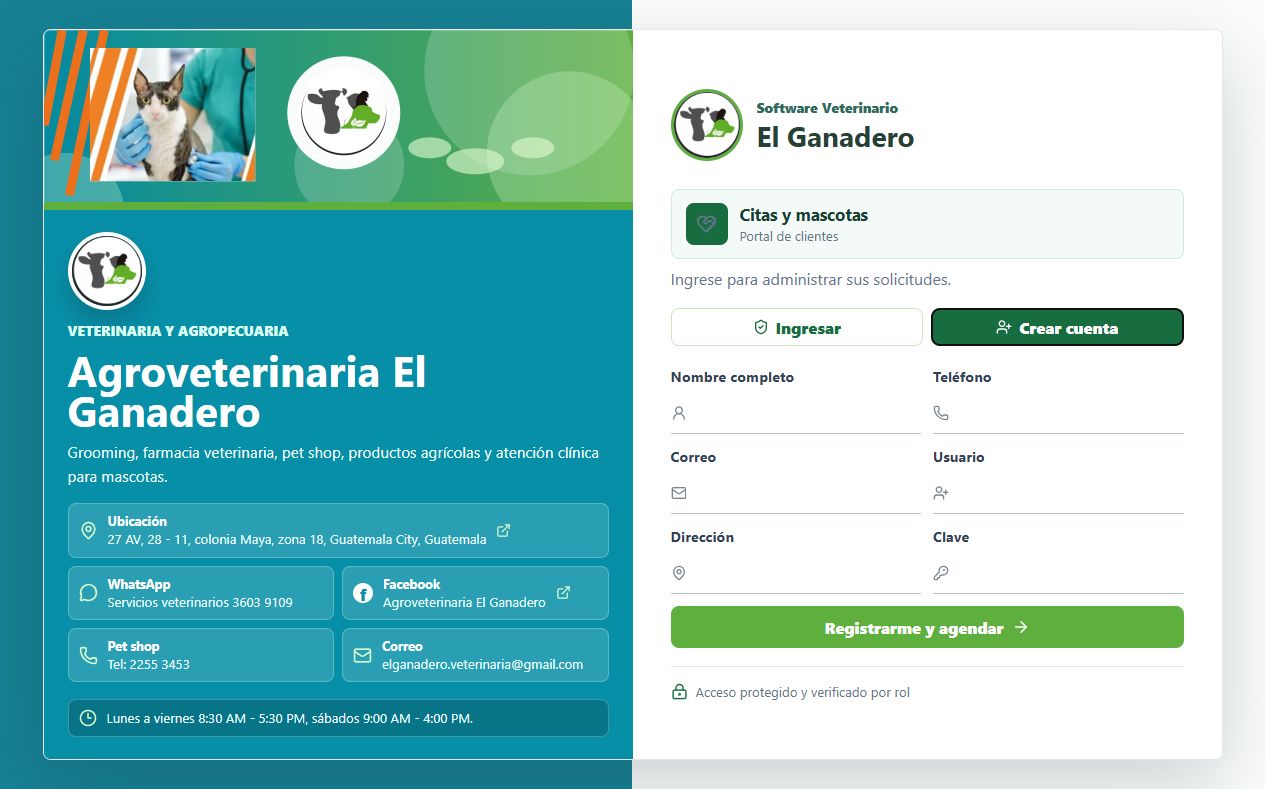 VETERINARIA Y AGROPECUARIA
Agroveterinaria El
Ganadero
Grooming, farmacia veterinaria, pet shop, productos agrícolas y atención clínica
para mascotas.
Ubicación
27 AV, 28 - 11, colonia Maya, zona 18, Guatemala City, Guatemala
WhatsApp
Servicios veterinarios 3603 9109
Facebook
Agroveterinaria El Ganadero
Pet shop
Tel: 2255 3453
Correo
elganadero.veterinaria@gmail.com
Lunes a viernes 8:30 AM - 5:30 PM, sábados 9:00 AM - 4:00 PM.
Software Veterinario
El Ganadero
Citas y mascotas
Portal de clientes
Ingrese para administrar sus solicitudes.
Ingresar
Crear cuenta
Nombre completo
Teléfono
Correo
Usuario
Dirección
Clave
Registrarme y agendar
Acceso protegido y verificado por rol